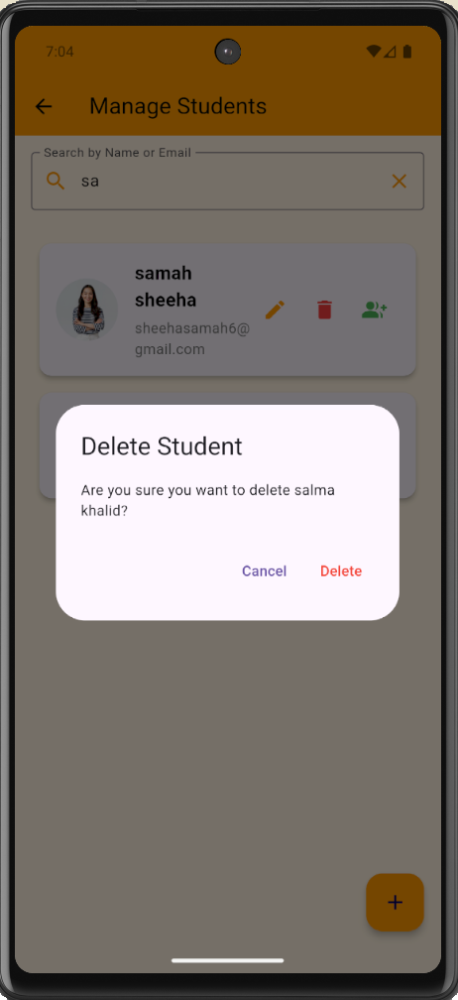 7:04
Manage Students
Search by Name or Email
sa
samah
sheeha
sheehasamah6@
gmail.com
Delete Student
Are you sure you want to delete salma
khalid?
Cancel
Delete